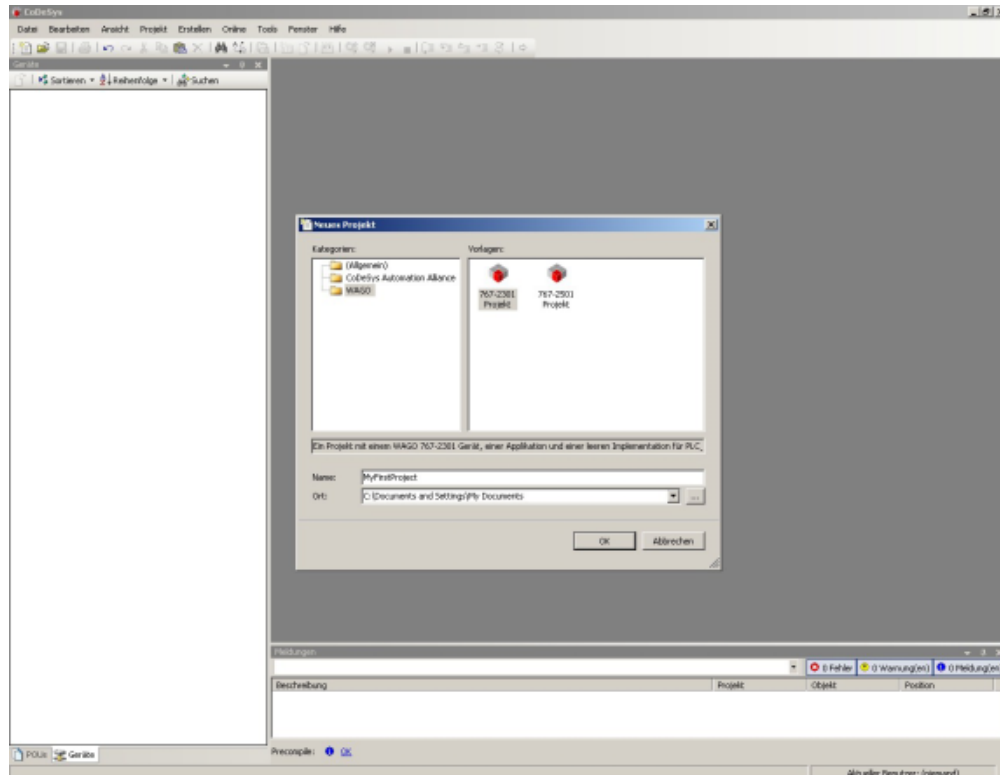 CoDeSys
Datei Bearbeiten Ansicht Projekt Erstellen Online Tools Fenster Hilfe
Geräte
Sortieren Reihenfolge Suchen
Neues Projekt
Kategorien: Vorlagen:
(Allgemein)
CoDeSys Automation Alliance
WAGO
767-2301 Projekt
767-2501 Projekt
Ein Projekt mit einem WAGO 767-2301 Gerät, einer Applikation und einer leeren Implementation für PLC_
Name: MyFirstProject
Ort: C:\Documents and Settings\My Documents
...
OK Abbrechen
Meldungen
0 Fehler 0 Warnung(en) 0 Meldung(en
Beschreibung Projekt Objekt Position
POUs Geräte
Precompile: OK
Aktueller Benutzer: (niemand)